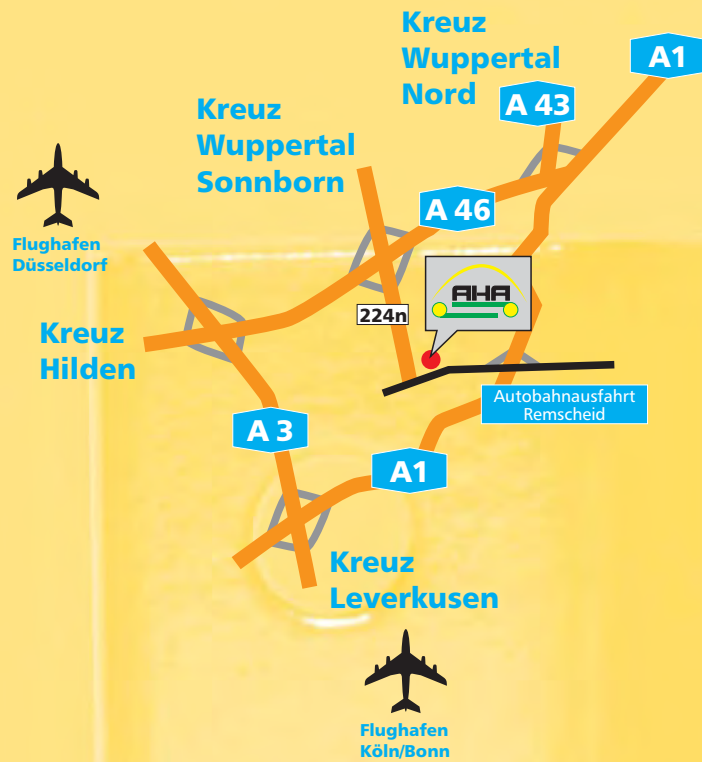 Kreuz
Wuppertal
Nord
A 43
A1
Kreuz
Wuppertal
Sonnborn
A 46
Flughafen
Düsseldorf
AHA
224n
Kreuz
Hilden
Autobahnausfahrt
Remscheid
A 3
A1
Kreuz
Leverkusen
Flughafen
Köln/Bonn